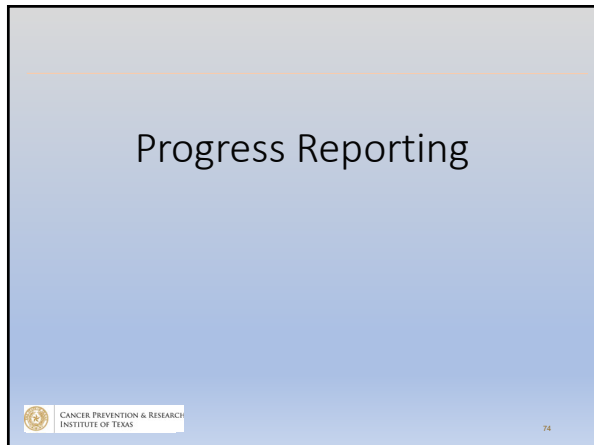 Progress Reporting
CANCER PREVENTION & RESEARCH
INSTITUTE OF TEXAS
74